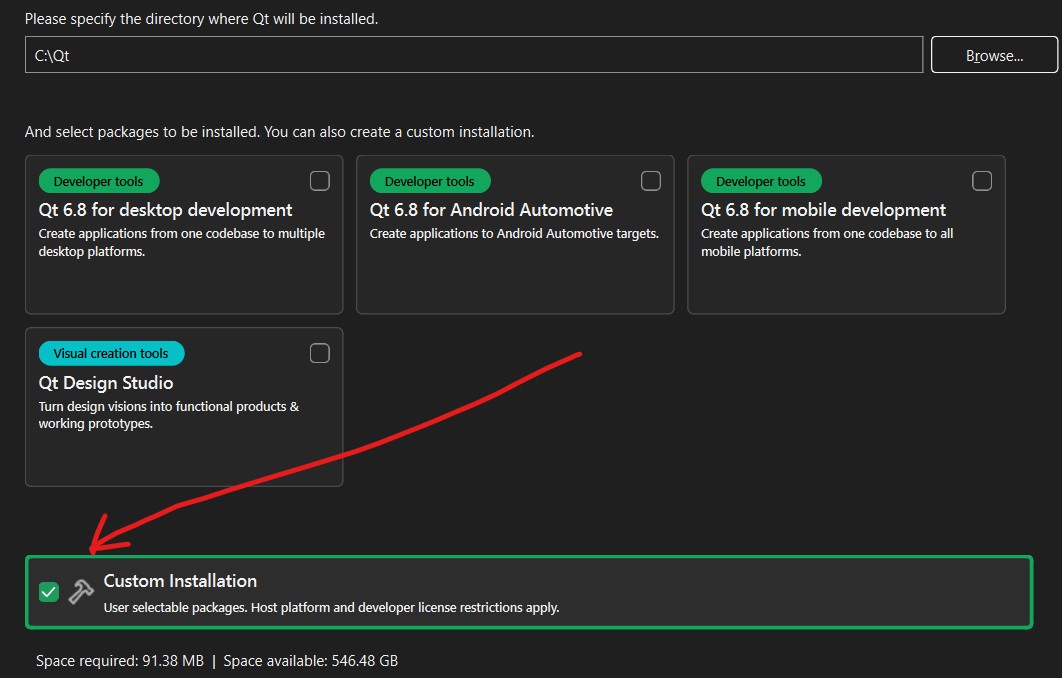 Please specify the directory where Qt will be installed.
C:\Qt
Browse...
And select packages to be installed. You can also create a custom installation.
Developer tools
Qt 6.8 for desktop development
Create applications from one codebase to multiple
desktop platforms.
Developer tools
Qt 6.8 for Android Automotive
Create applications to Android Automotive targets.
Developer tools
Qt 6.8 for mobile development
Create applications from one codebase to all
mobile platforms.
Visual creation tools
Qt Design Studio
Turn design visions into functional products &
working prototypes.
Custom Installation
User selectable packages. Host platform and developer license restrictions apply.
Space required: 91.38 MB | Space available: 546.48 GB